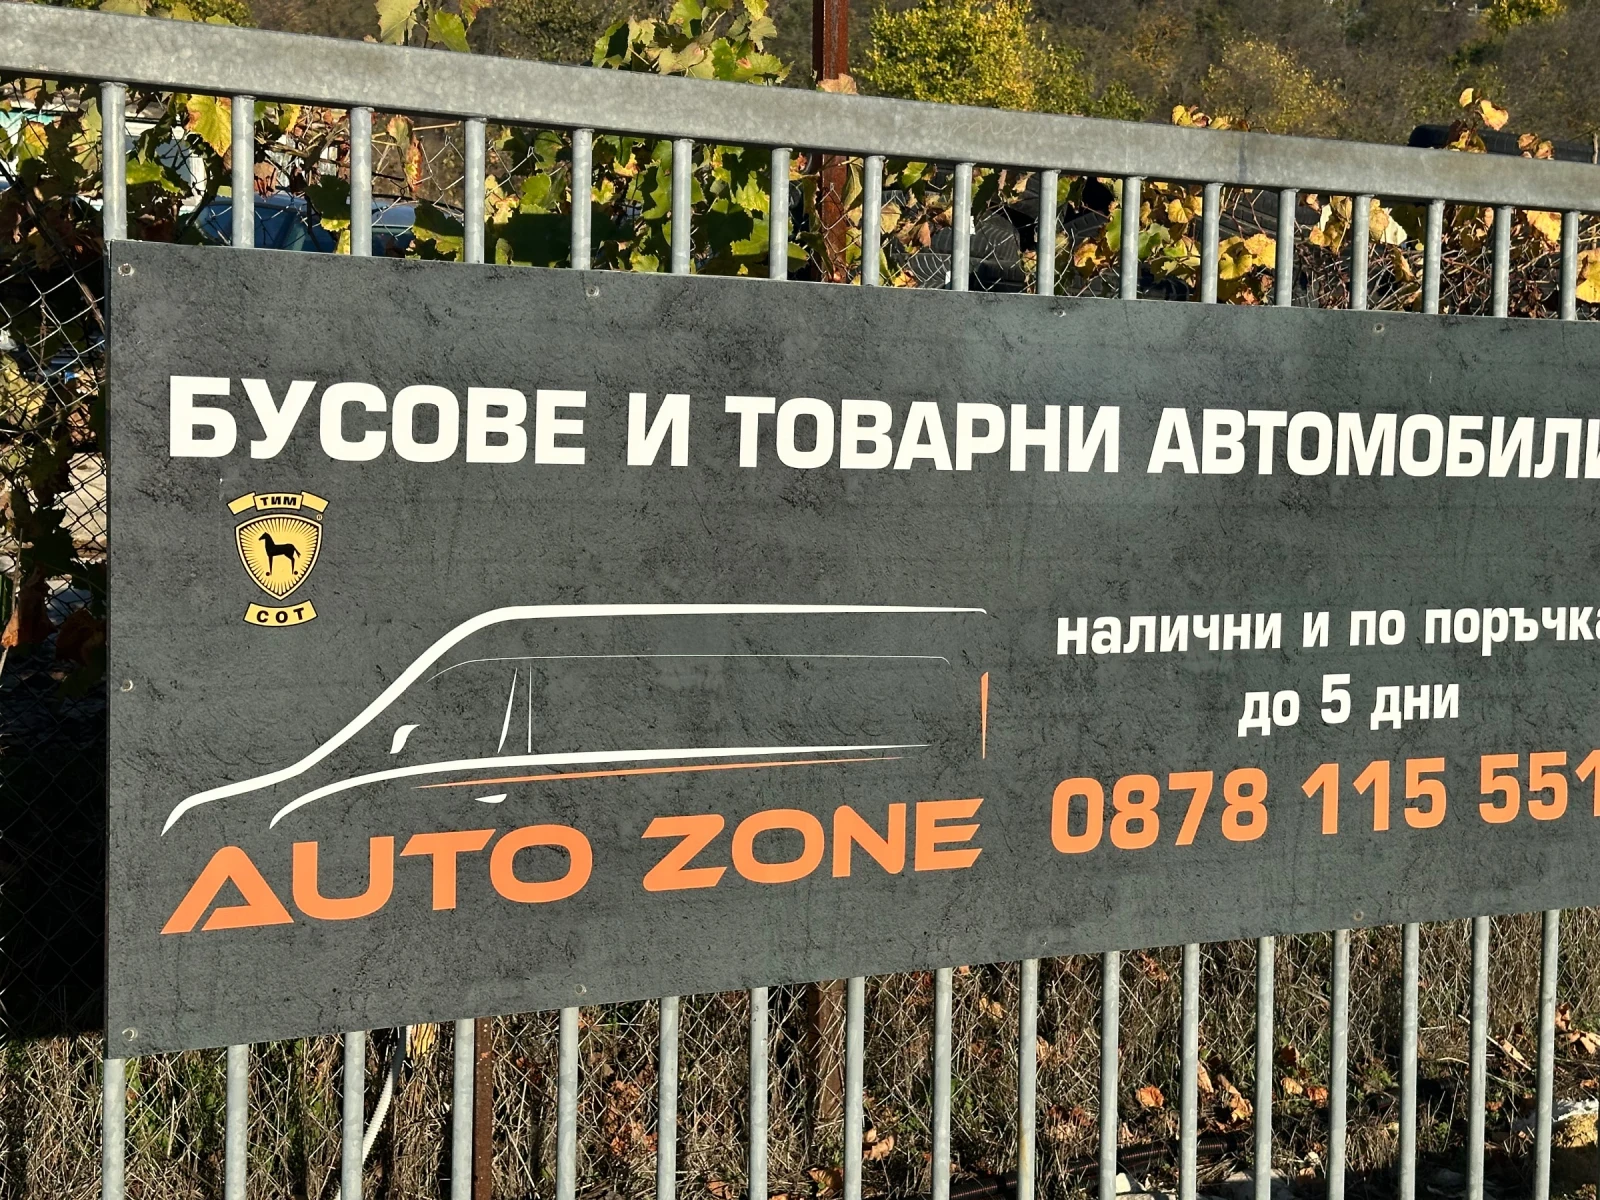 БУСОВЕ И ТОВАРНИ АВТОМОБИЛИ
ТИМ
СОТ
налични и по поръчка
до 5 дни
0878 115 551
AUTO ZONE